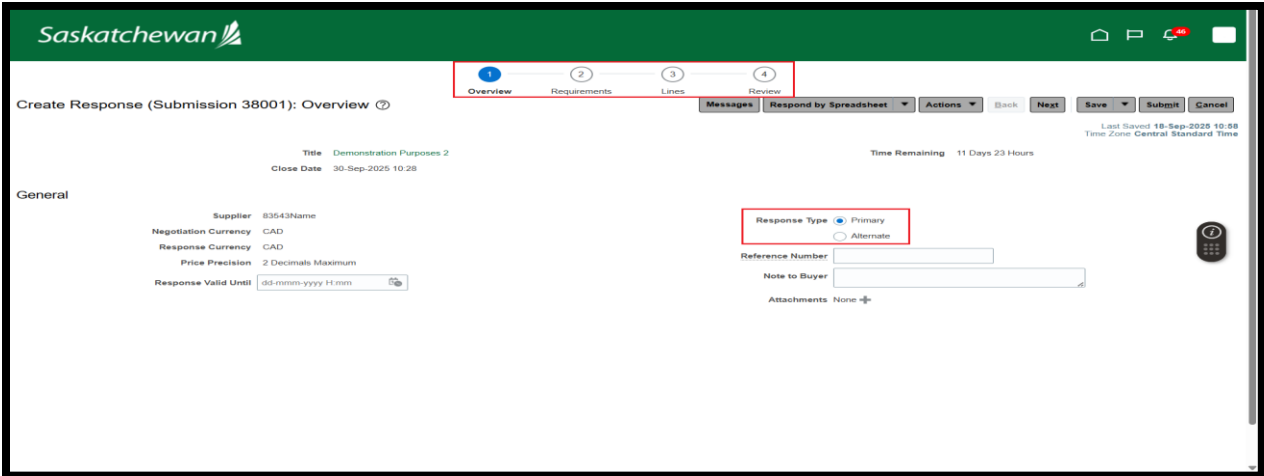 Saskatchewan
46
1 2 3 4
Overview Requirements Lines Review
Create Response (Submission 38001): Overview ?
Messages Respond by Spreadsheet Actions Back Next Save Submit Cancel
Last Saved 18-Sep-2025 10:58
Time Zone Central Standard Time
Title Demonstration Purposes 2
Time Remaining 11 Days 23 Hours
Close Date 30-Sep-2025 10:28
General
Supplier 83543Name
Negotiation Currency CAD
Response Currency CAD
Price Precision 2 Decimals Maximum
Response Valid Until dd-mmm-yyyy H:mm
Response Type Primary
Alternate
Reference Number
Note to Buyer
Attachments None
i